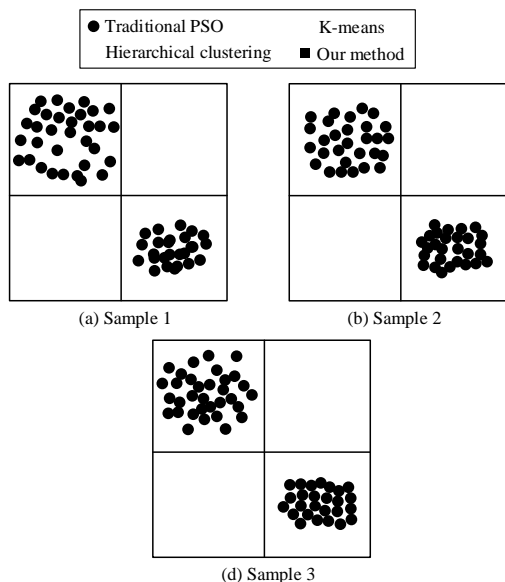 Traditional PSO K-means
Hierarchical clustering Our method
(a) Sample 1
(b) Sample 2
(d) Sample 3